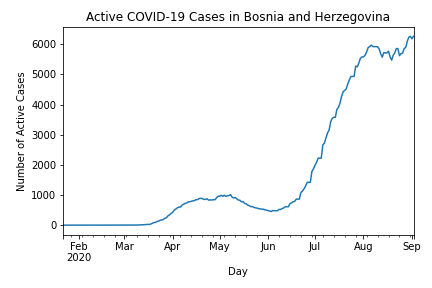 Active COVID-19 Cases in Bosnia and Herzegovina
Number of Active Cases
6000
5000
4000
3000
2000
1000
0
Feb Mar Apr May Jun Jul Aug Sep
2020
Day